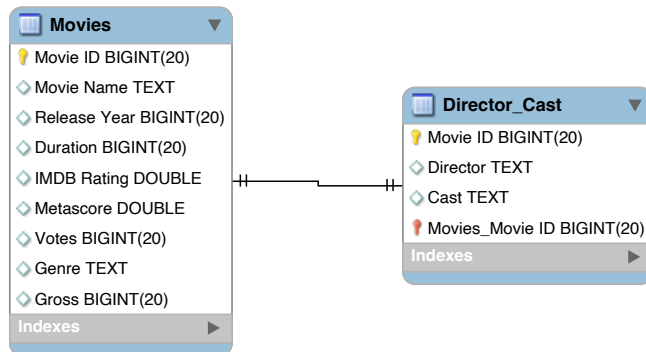 Movies
Movie ID BIGINT(20)
Movie Name TEXT
Release Year BIGINT(20)
Duration BIGINT(20)
IMDB Rating DOUBLE
Metascore DOUBLE
Votes BIGINT(20)
Genre TEXT
Gross BIGINT(20)
Indexes
Director_Cast
Movie ID BIGINT(20)
Director TEXT
Cast TEXT
Movies_Movie ID BIGINT(20)
Indexes